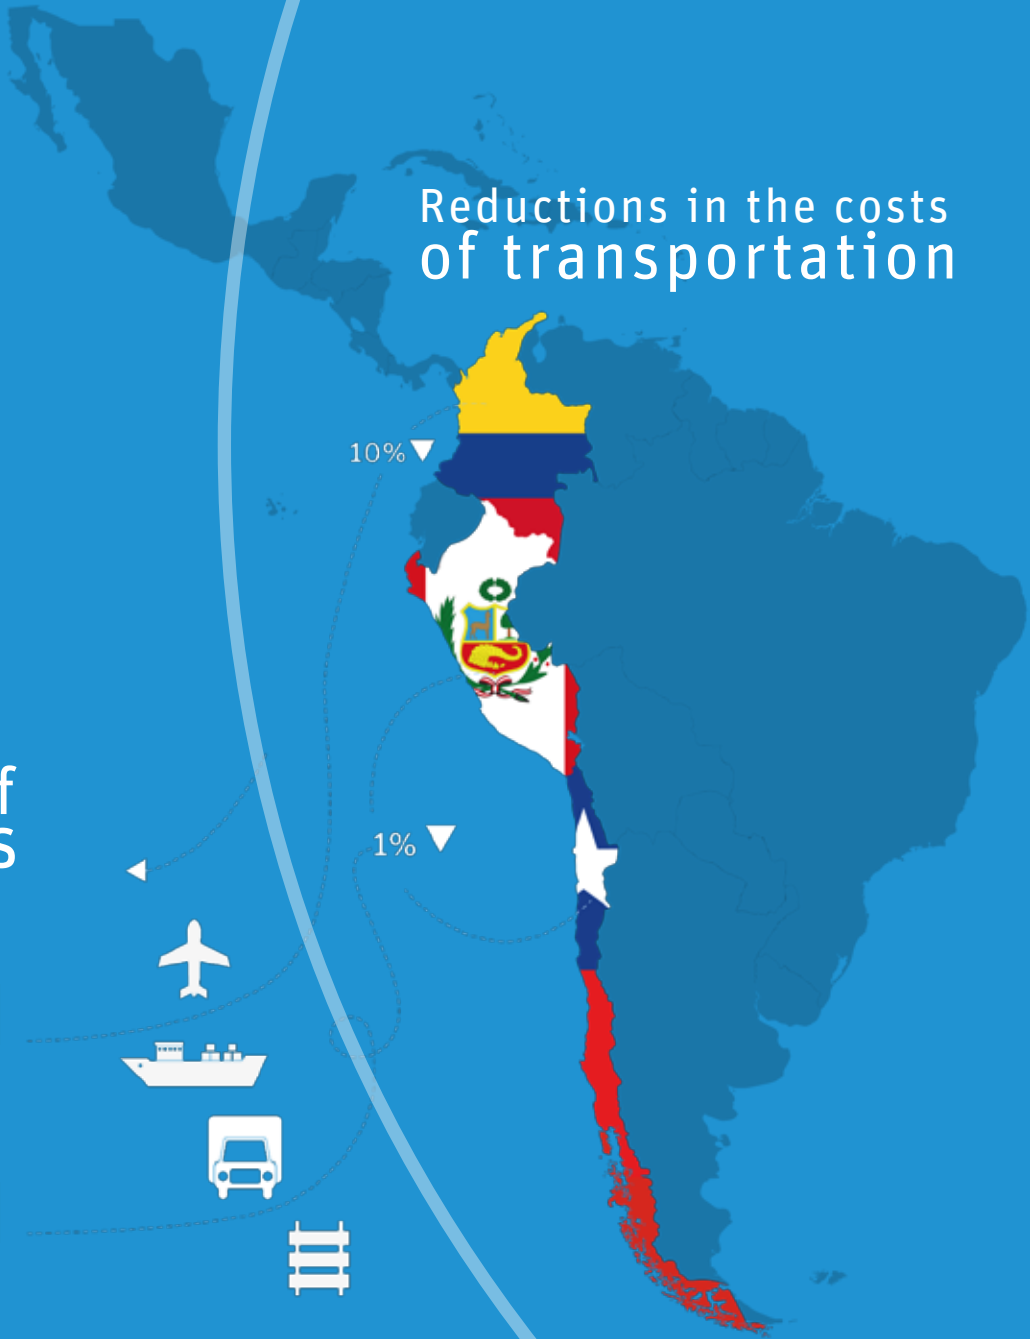 Reductions in the costs
of transportation
10%
f
1%
s